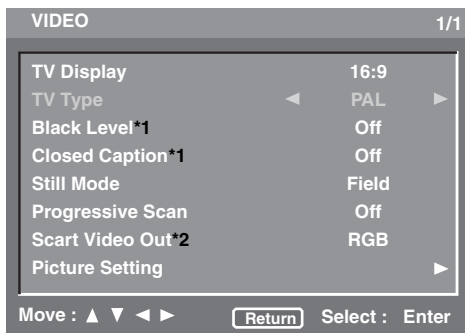 VIDEO 1/1
TV Display 16:9
TV Type ◄ PAL ►
Black Level*1 Off
Closed Caption*1 Off
Still Mode Field
Progressive Scan Off
Scart Video Out*2 RGB
Picture Setting ►
Move : ▲ ▼ ◄ ► Return Select : Enter